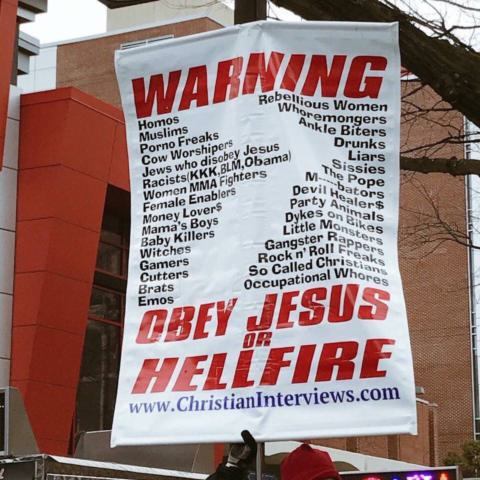 WARNING
Homos
Muslims
Porno Freaks
Cow Worshipers
Jews who disobey Jesus
Racists(KKK,BLM,Obama)
Women MMA Fighters
Female Enablers
Money Lover$
Mama's Boys
Baby Killers
Witches
Gamers
Cutters
Brats
Emos
Rebellious Women
Whoremongers
Ankle Biters
Drunks
Liars
Sissies
The Pope
M---bators
Devil Healer$
Party Animals
Dykes on Bikes
Little Monsters
Gangster Rappers
Rock n' Roll Freaks
So Called Christians
Occupational Whores
OBEY JESUS
OR
HELLFIRE
www.ChristianInterviews.com